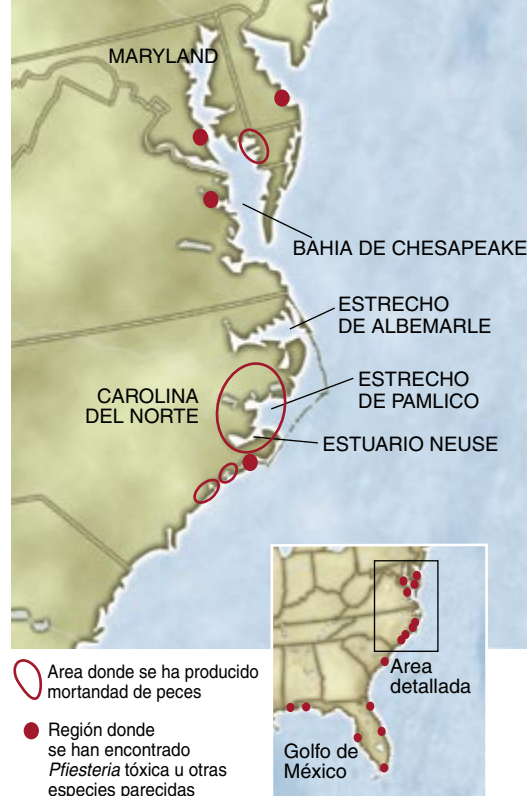 MARYLAND
BAHIA DE CHESAPEAKE
ESTRECHO
DE ALBEMARLE
ESTRECHO
DE PAMLICO
CAROLINA
DEL NORTE
ESTUARIO NEUSE
Area
detallada
Golfo de
México
Area donde se ha producido
mortandad de peces
Región donde
se han encontrado
Pfiesteria tóxica u otras
especies parecidas